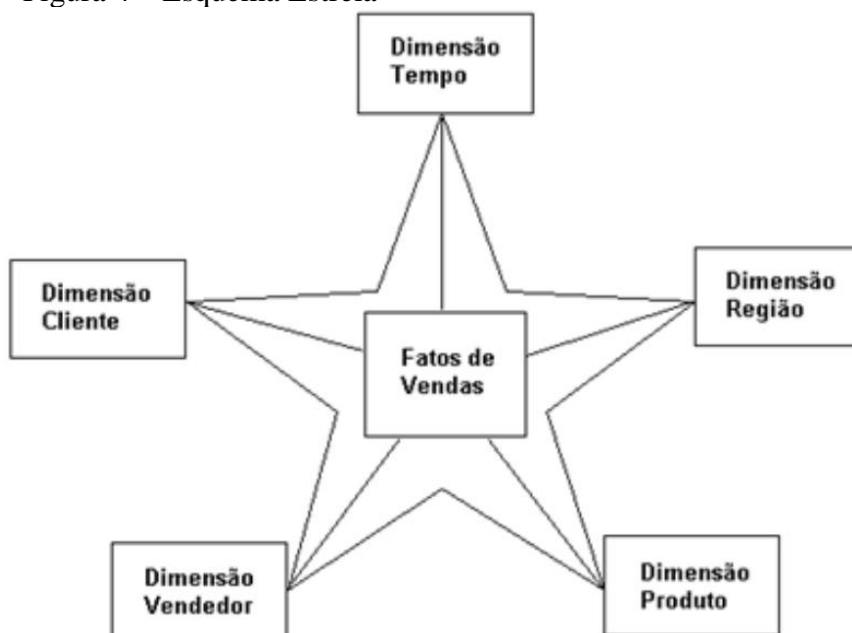 Dimensão
Tempo
Dimensão
Cliente
Dimensão
Região
Fatos de
Vendas
Dimensão
Vendedor
Dimensão
Produto